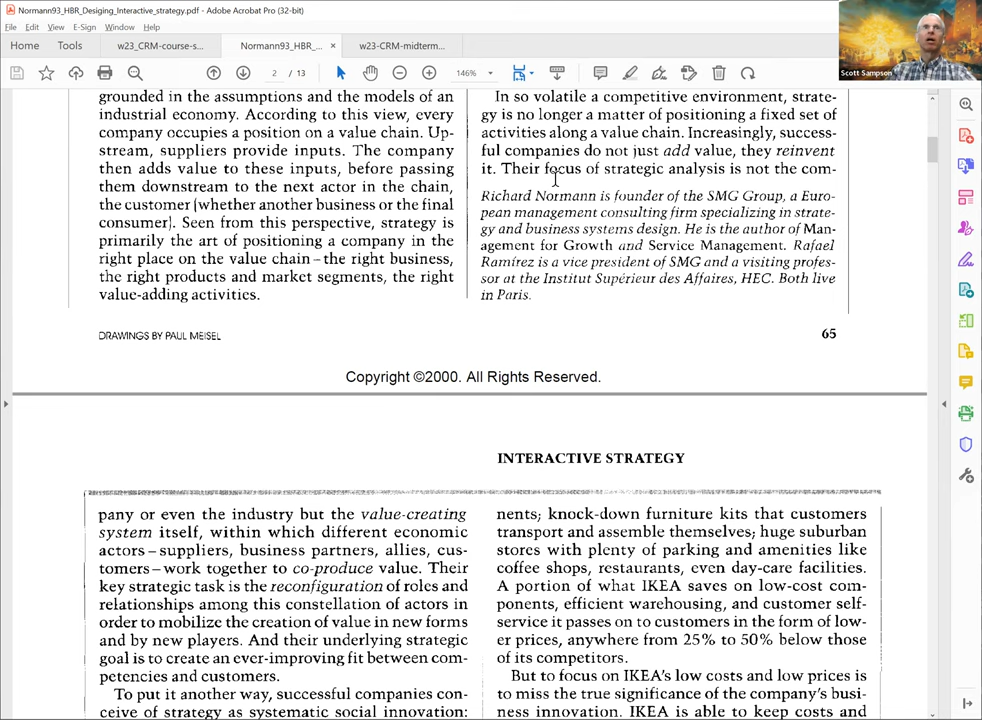 Normann93_HBR_Desiging_Interactive_strategy.pdf - Adobe Acrobat Pro (32-bit)
File Edit View E-Sign Window Help
Home Tools w23_CRM-course-s... Normann93_HBR_... × w23-CRM-midterm...
2 / 13 146%
Scott Sampson
grounded in the assumptions and the models of an
industrial economy. According to this view, every
company occupies a position on a value chain. Up-
stream, suppliers provide inputs. The company
then adds value to these inputs, before passing
them downstream to the next actor in the chain,
the customer (whether another business or the final
consumer). Seen from this perspective, strategy is
primarily the art of positioning a company in the
right place on the value chain – the right business,
the right products and market segments, the right
value-adding activities.
In so volatile a competitive environment, strate-
gy is no longer a matter of positioning a fixed set of
activities along a value chain. Increasingly, success-
ful companies do not just add value, they reinvent
it. Their focus of strategic analysis is not the com-
Richard Normann is founder of the SMG Group, a Euro-
pean management consulting firm specializing in strate-
gy and business systems design. He is the author of Man-
agement for Growth and Service Management. Rafael
Ramírez is a vice president of SMG and a visiting profes-
sor at the Institut Supérieur des Affaires, HEC. Both live
in Paris.
DRAWINGS BY PAUL MEISEL
65
Copyright ©2000. All Rights Reserved.
INTERACTIVE STRATEGY
pany or even the industry but the value-creating
system itself, within which different economic
actors – suppliers, business partners, allies, cus-
tomers – work together to co-produce value. Their
key strategic task is the reconfiguration of roles and
relationships among this constellation of actors in
order to mobilize the creation of value in new forms
and by new players. And their underlying strategic
goal is to create an ever-improving fit between com-
petencies and customers.
To put it another way, successful companies con-
ceive of strategy as systematic social innovation:
nents; knock-down furniture kits that customers
transport and assemble themselves; huge suburban
stores with plenty of parking and amenities like
coffee shops, restaurants, even day-care facilities.
A portion of what IKEA saves on low-cost com-
ponents, efficient warehousing, and customer self-
service it passes on to customers in the form of low-
er prices, anywhere from 25% to 50% below those
of its competitors.
But to focus on IKEA's low costs and low prices is
to miss the true significance of the company's busi-
ness innovation. IKEA is able to keep costs and